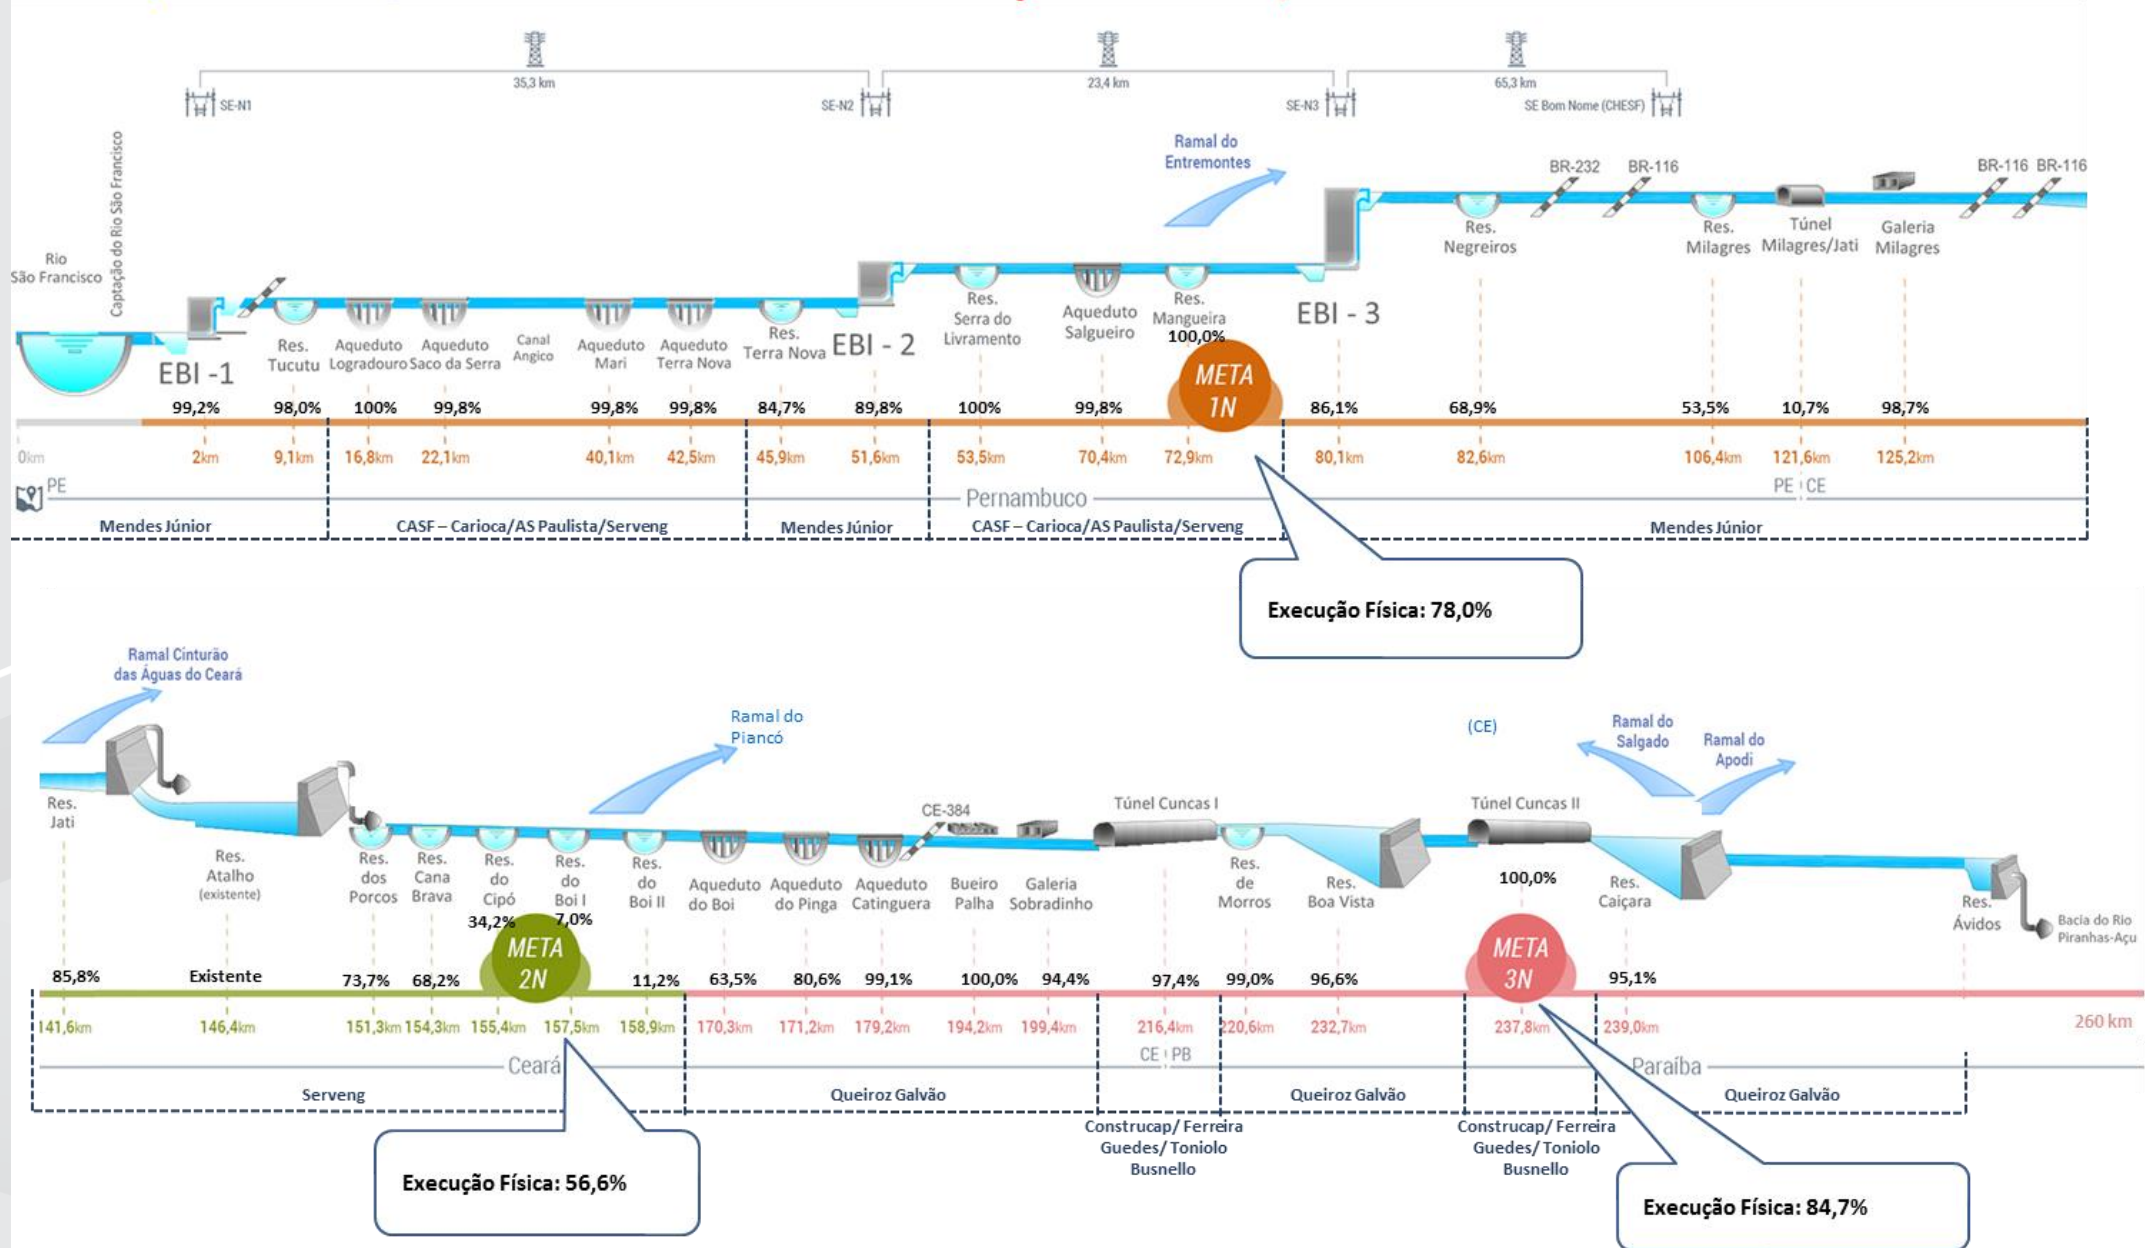 35,3 km
23,4 km
65,3 km
SE-N1
SE-N2
SE-N3
SE Bom Nome (CHESF)
Captação do Rio São Francisco
Ramal do
Entremontes
BR-232
BR-116
BR-116
BR-116
Rio
São Francisco
Res.
Negreiros
Res.
Milagres
Túnel
Milagres/Jati
Galeria
Milagres
EBI -1
Res.
Tucutu
Aqueduto
Logradouro
Aqueduto
Saco da Serra
Canal
Angico
Aqueduto
Mari
Aqueduto
Terra Nova
Res.
Terra Nova
EBI - 2
Res.
Serra do
Livramento
Aqueduto
Salgueiro
Res.
Mangueira
100,0%
EBI - 3
META
1N
99,2%
98,0%
100%
99,8%
99,8%
99,8%
84,7%
89,8%
100%
99,8%
86,1%
68,9%
53,5%
10,7%
98,7%
0km
2km
9,1km
16,8km
22,1km
40,1km
42,5km
45,9km
51,6km
53,5km
70,4km
72,9km
80,1km
82,6km
106,4km
121,6km
125,2km
PE
Pernambuco
PE CE
Mendes Júnior
CASF – Carioca/AS Paulista/Serveng
Mendes Júnior
CASF – Carioca/AS Paulista/Serveng
Mendes Júnior
Execução Física: 78,0%
Ramal Cinturão
das Águas do Ceará
Ramal do
Piancó
(CE)
Ramal do
Salgado
Ramal do
Apodi
Res.
Jati
Res.
Atalho
(existente)
Res.
dos
Porcos
Res.
Cana
Brava
Res.
do
Cipó
34,2%
Res.
do
Boi I
7,0%
Res.
do
Boi II
Aqueduto
do Boi
Aqueduto
do Pinga
Aqueduto
Catinguera
CE-384
Bueiro
Palha
Galeria
Sobradinho
Túnel Cuncas I
Res.
de
Morros
Res.
Boa Vista
Túnel Cuncas II
100,0%
Res.
Caiçara
Res.
Ávidos
Bacia do Rio
Piranhas-Açu
META
2N
META
3N
85,8%
Existente
73,7%
68,2%
11,2%
63,5%
80,6%
99,1%
100,0%
94,4%
97,4%
99,0%
96,6%
95,1%
141,6km
146,4km
151,3km
154,3km
155,4km
157,5km
158,9km
170,3km
171,2km
179,2km
194,2km
199,4km
216,4km
220,6km
232,7km
237,8km
239,0km
260 km
Ceará
CE PB
Paraíba
Serveng
Queiroz Galvão
Construcap/ Ferreira
Guedes/ Toniolo
Busnello
Queiroz Galvão
Construcap/ Ferreira
Guedes/ Toniolo
Busnello
Queiroz Galvão
Execução Física: 56,6%
Execução Física: 84,7%